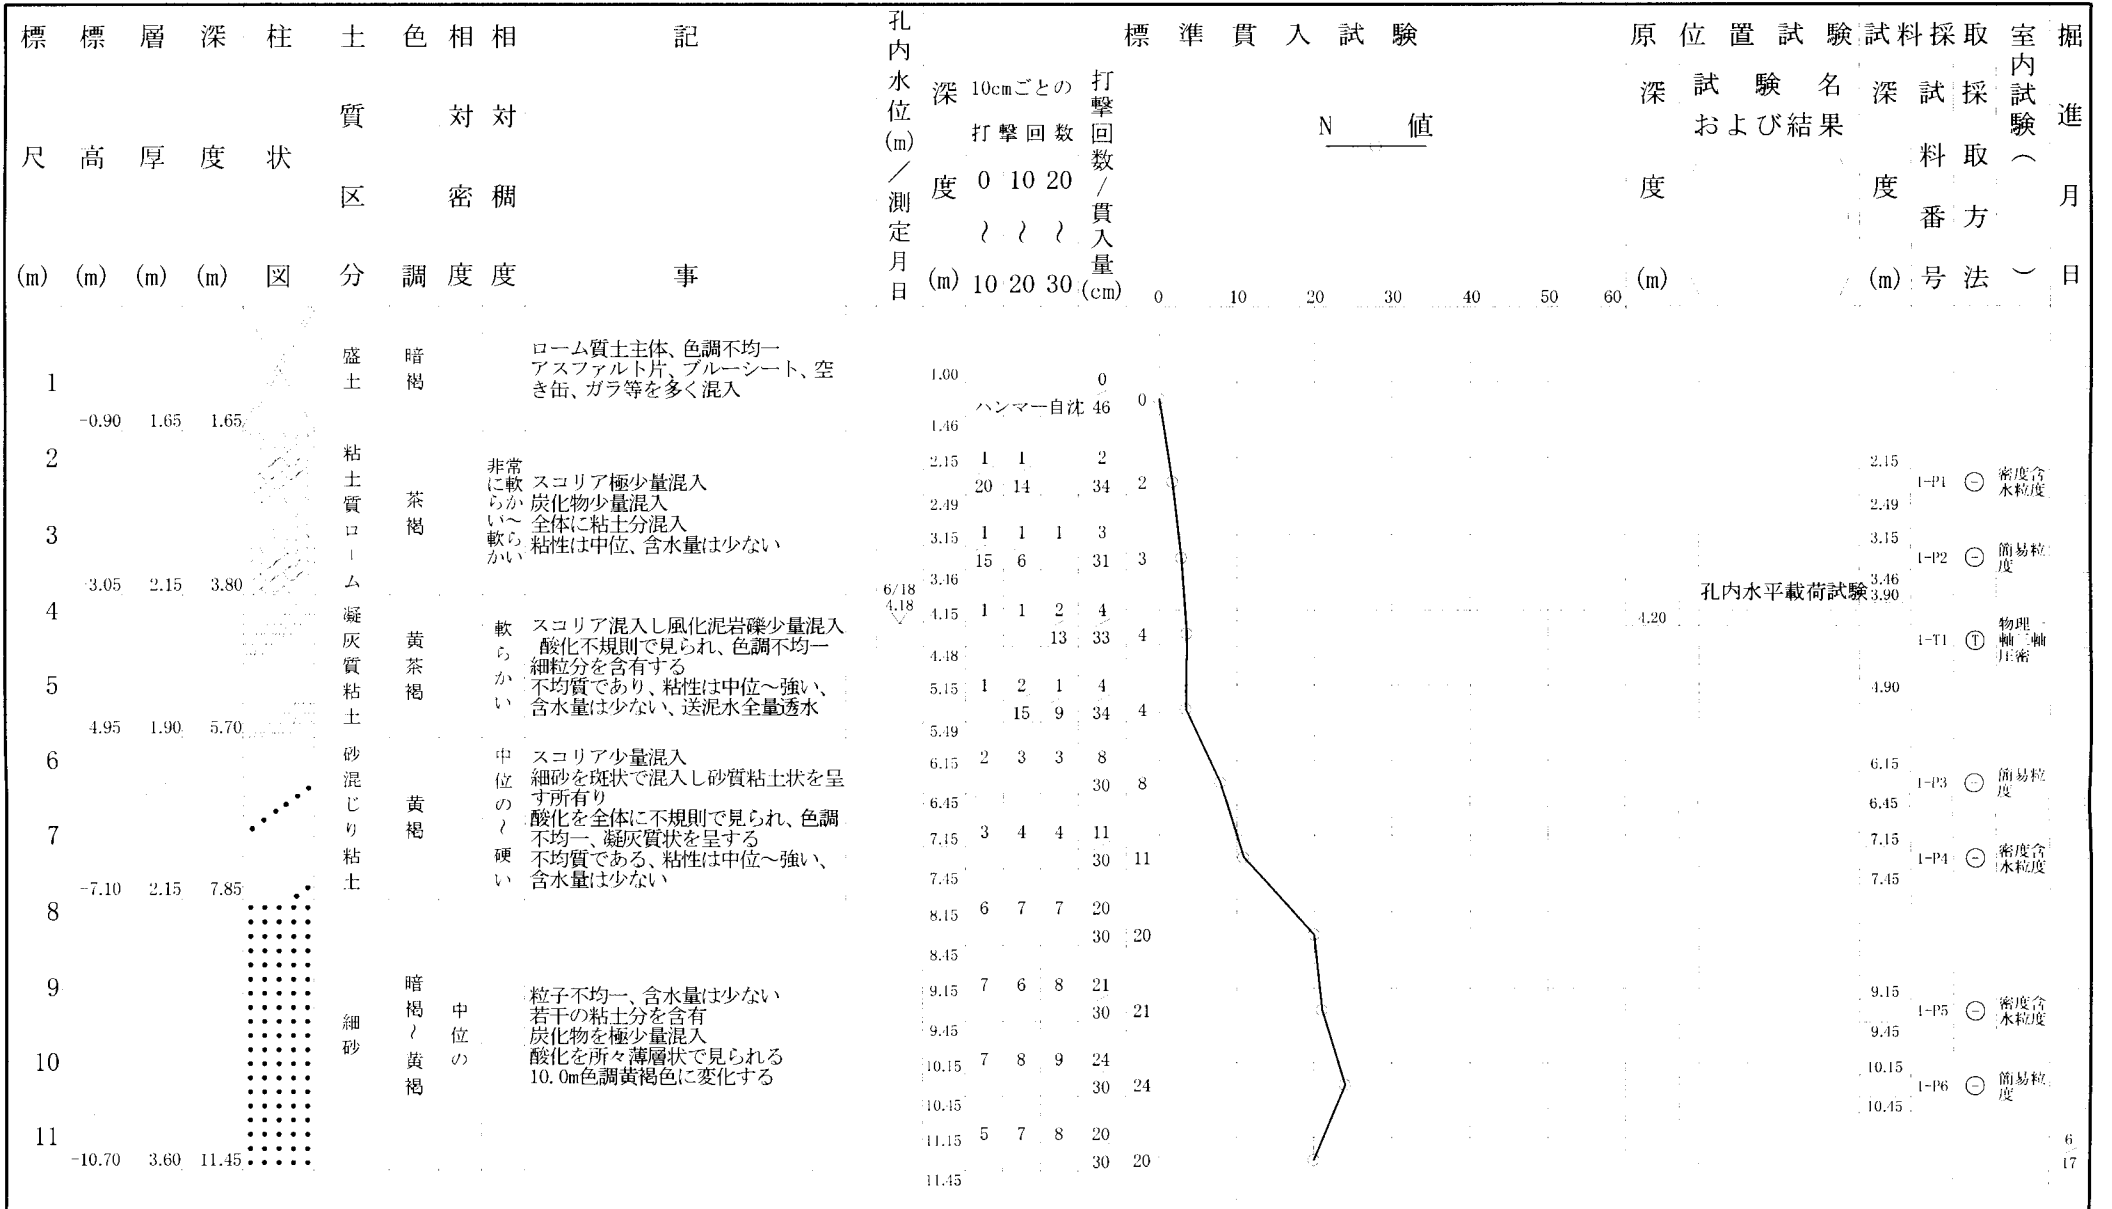 標尺(m)
標高(m)
層厚(m)
深度(m)
柱状図
土質区分
色調
相対密度
相対稠度
記事
孔内水位(m)/測定月日
標準貫入試験
深度(m)
10cmごとの打撃回数
0～10
10～20
20～30
打撃回数/貫入量(cm)
N 値
0 10 20 30 40 50 60
原位置試験
深度(m)
試験名および結果
試料採取
深度(m)
試料番号
採取方法
室内試験( )
掘進月日
1
-0.90 1.65 1.65
盛土
暗褐
ローム質土主体、色調不均一
アスファルト片、ブルーシート、空
き缶、ガラ等を多く混入
1.00 0
ハンマー自沈 46 0
1.46
2
3
-3.05 2.15 3.80
粘土質ローム
茶褐
非常に軟らかい～軟らかい
スコリア極少量混入
炭化物少量混入
全体に粘土分混入
粘性は中位、含水量は少ない
2.15 1 1 2
20 14 34 2
2.49
3.15 1 1 1 3
15 6 31 3
3.46
2.15
1-P1 密度含水粒度
2.49
3.15
1-P2 簡易粒度
3.46
6/18
4.18
4
5
4.95 1.90 5.70
凝灰質粘土
黄茶褐
軟らかい
スコリア混入し風化泥岩礫少量混入
酸化不規則で見られ、色調不均一
細粒分を含有する
不均質であり、粘性は中位～強い、
含水量は少ない、送泥水全量透水
4.15 1 1 2 4
13 33 4
4.48
5.15 1 2 1 4
15 9 34 4
5.49
孔内水平載荷試験
4.20
3.90
1-T1 T 物理一軸三軸圧密
4.90
6
7
-7.10 2.15 7.85
砂混じり粘土
黄褐
中位の～硬い
スコリア少量混入
細砂を斑状で混入し砂質粘土状を呈
す所有り
酸化を全体に不規則で見られ、色調
不均一、凝灰質状を呈する
不均質である、粘性は中位～強い、
含水量は少ない
6.15 2 3 3 8
30 8
6.45
7.15 3 4 4 11
30 11
7.45
6.15
1-P3 簡易粒度
6.45
7.15
1-P4 密度含水粒度
7.45
8
9
10
11
-10.70 3.60 11.45
細砂
暗褐～黄褐
中位の
粒子不均一、含水量は少ない
若干の粘土分を含有
炭化物を極少量混入
酸化を所々薄層状で見られる
10.0m色調黄褐色に変化する
8.15 6 7 7 20
30 20
8.45
9.15 7 6 8 21
30 21
9.45
10.15 7 8 9 24
30 24
10.45
11.15 5 7 8 20
30 20
11.45
9.15
1-P5 密度含水粒度
9.45
10.15
1-P6 簡易粒度
10.45
6
17